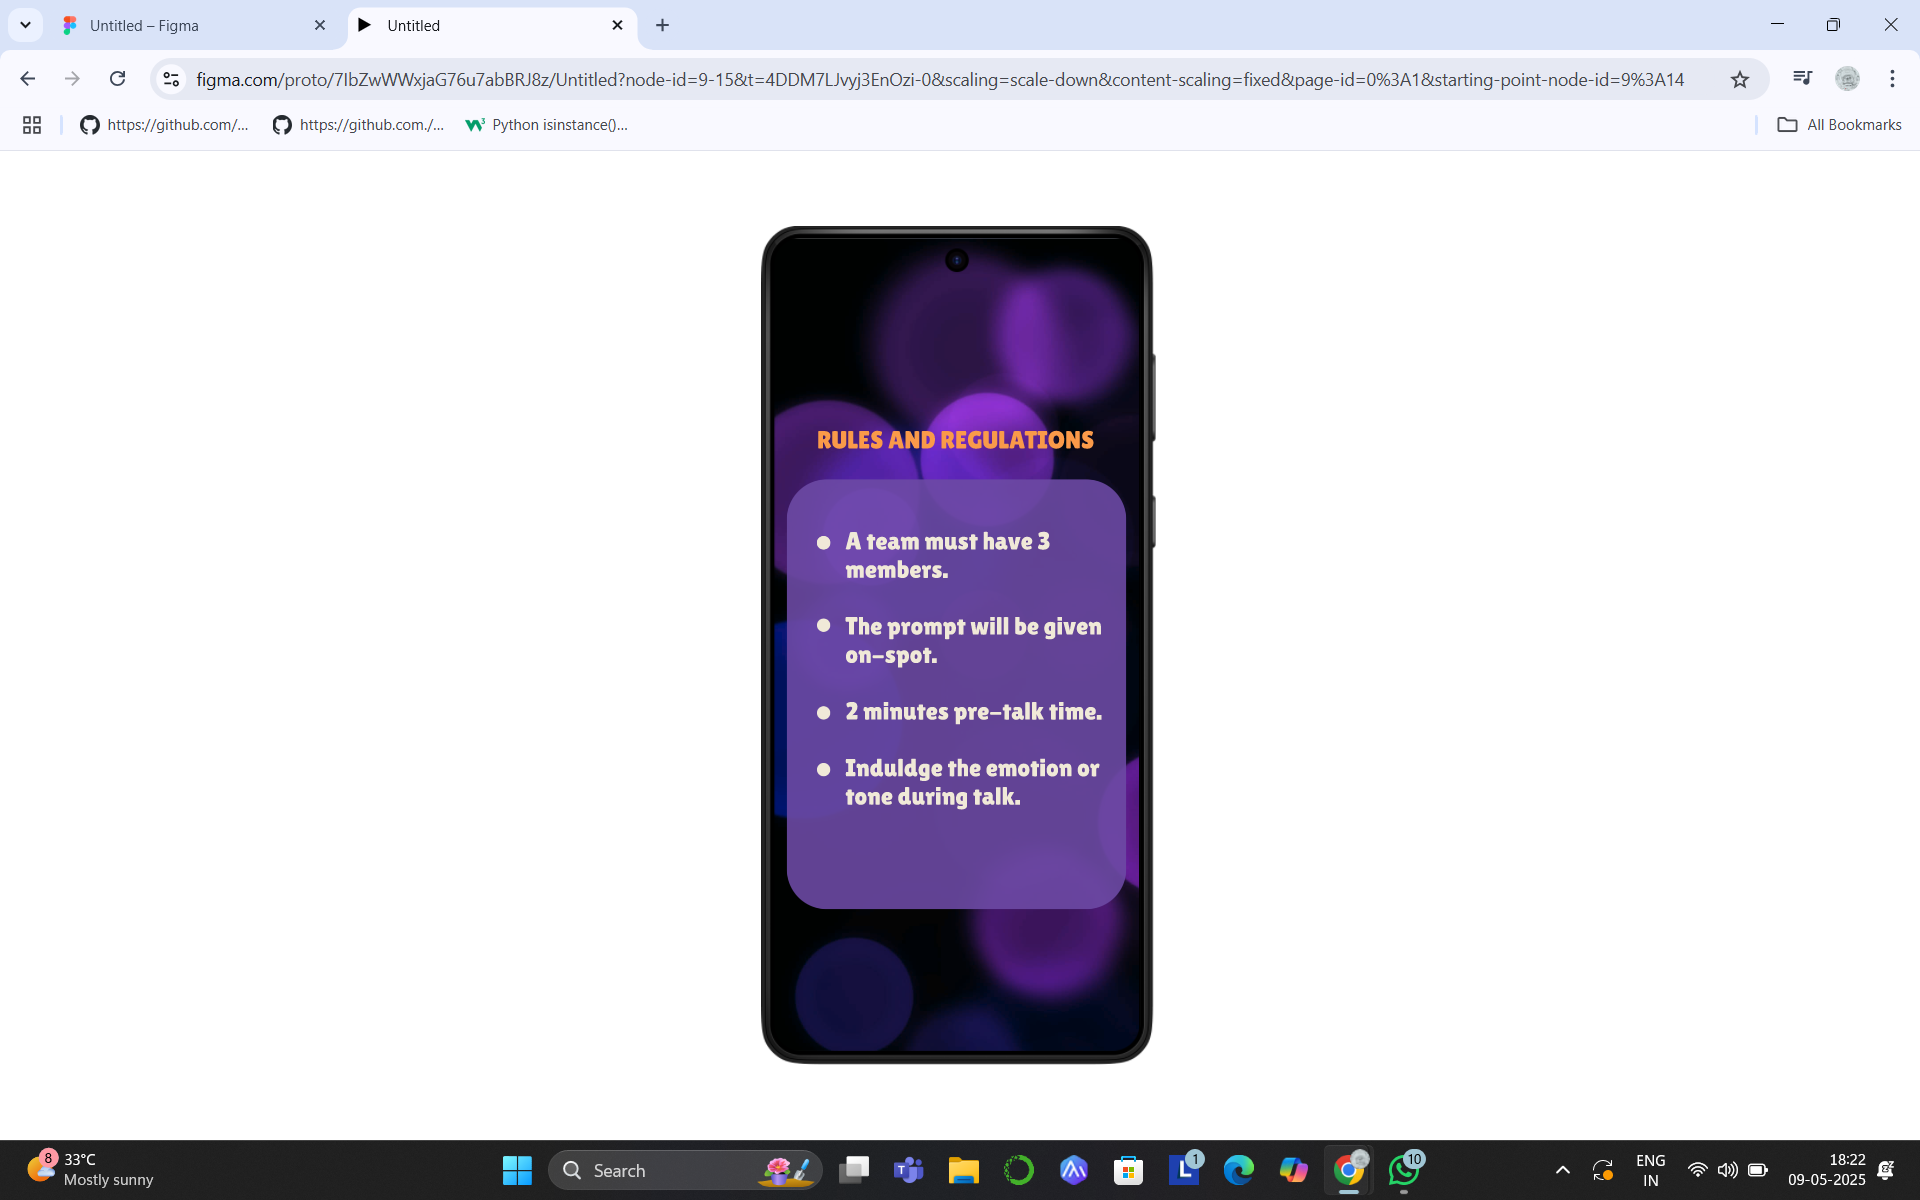 Untitled – Figma
Untitled
figma.com/proto/7IbZwWWxjaG76u7abBRJ8z/Untitled?node-id=9-15&t=4DDM7LJvyj3EnOzi-0&scaling=scale-down&content-scaling=fixed&page-id=0%3A1&starting-point-node-id=9%3A14
https://github.com/...
https://github.com./...
Python isinstance()...
All Bookmarks
RULES AND REGULATIONS
A team must have 3
members.
The prompt will be given
on-spot.
2 minutes pre-talk time.
Induldge the emotion or
tone during talk.
8
33°C
Mostly sunny
Search
1
10
ENG
IN
18:22
09-05-2025